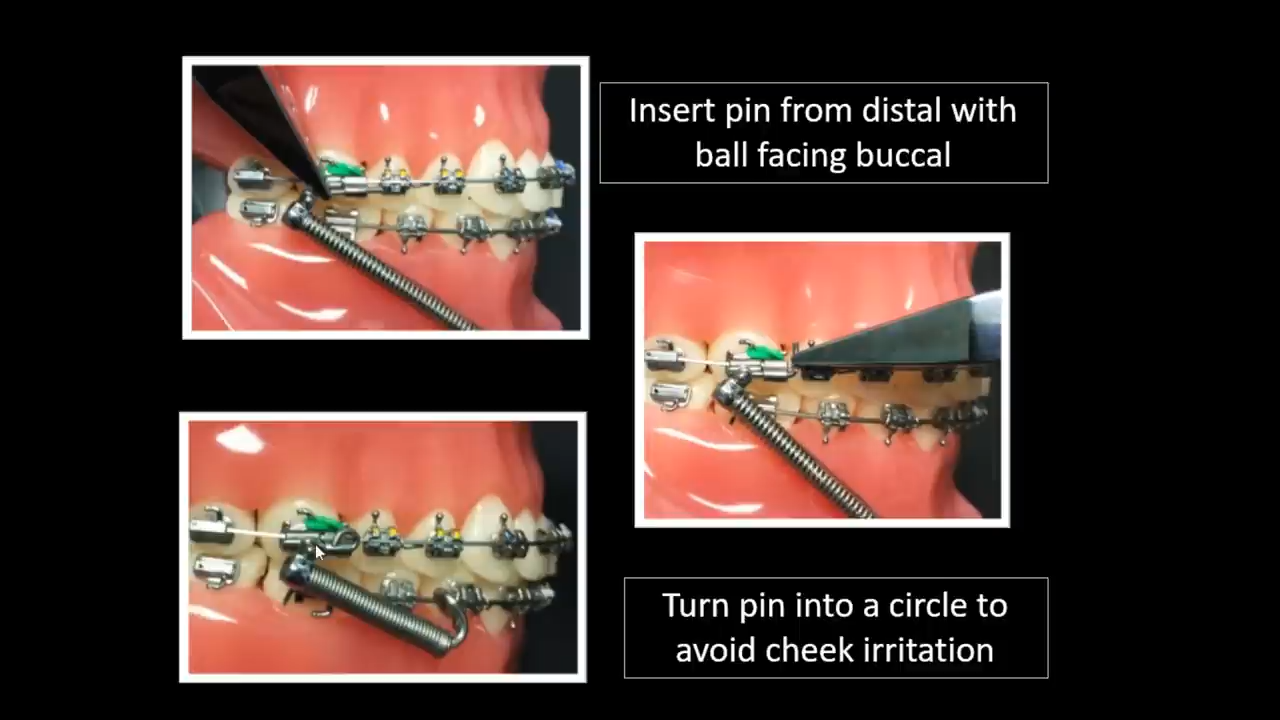 Insert pin from distal with
ball facing buccal
Turn pin into a circle to
avoid cheek irritation